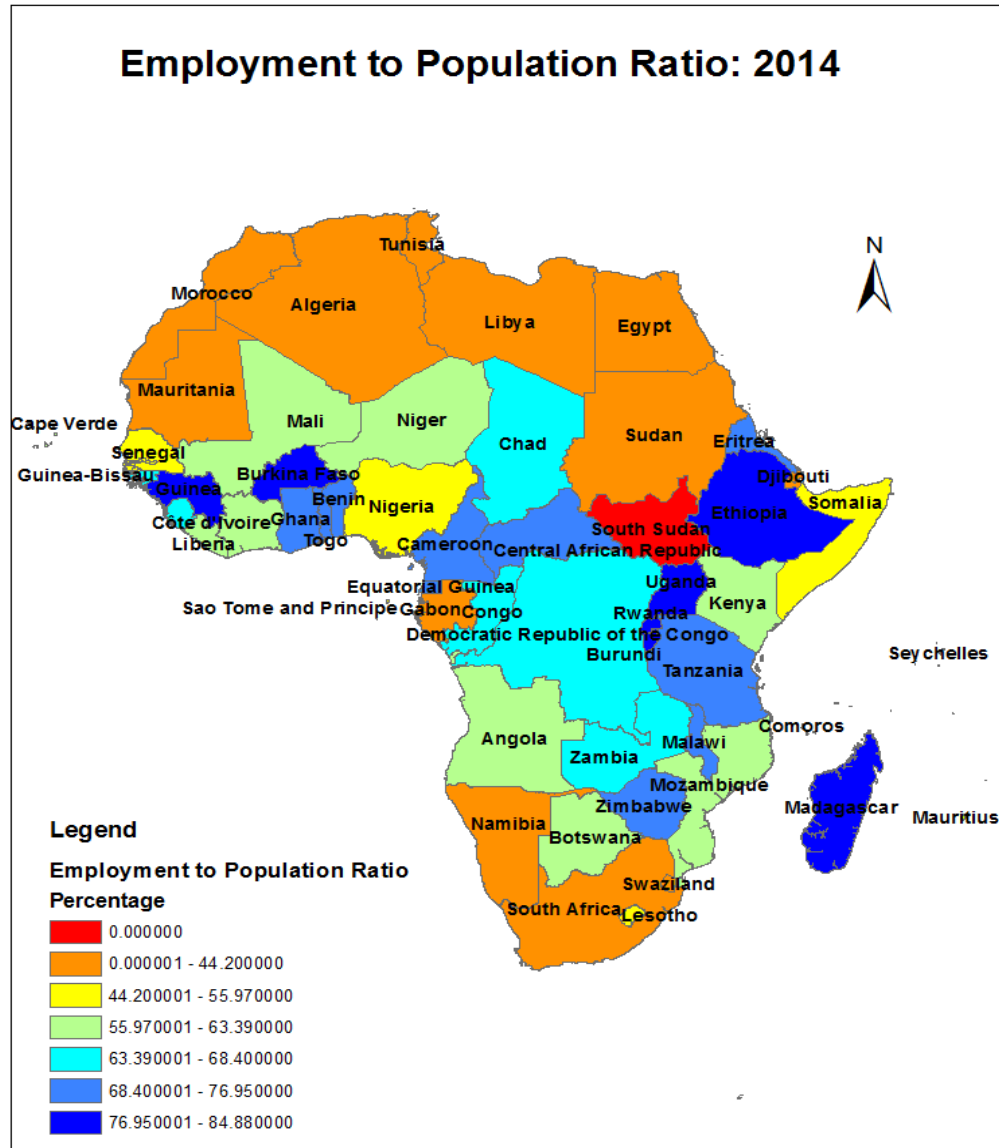 Employment to Population Ratio: 2014
N
Tunisia
Morocco
Algeria
Libya
Egypt
Mauritania
Cape Verde
Mali
Niger
Chad
Sudan
Eritrea
Senegal
Guinea-Bissau
Guinea
Burkina Faso
Benin
Nigeria
Djibouti
Somalia
Ethiopia
Côte d'Ivoire
Ghana
Liberia
Togo
Cameroon
South Sudan
Central African Republic
Equatorial Guinea
Uganda
Kenya
Sao Tome and Principe
Gabon
Congo
Rwanda
Democratic Republic of the Congo
Burundi
Tanzania
Seychelles
Angola
Zambia
Malawi
Comoros
Mozambique
Zimbabwe
Madagascar
Mauritius
Namibia
Botswana
Swaziland
South Africa
Lesotho
Legend
Employment to Population Ratio
Percentage
0.000000
0.000001 - 44.200000
44.200001 - 55.970000
55.970001 - 63.390000
63.390001 - 68.400000
68.400001 - 76.950000
76.950001 - 84.880000